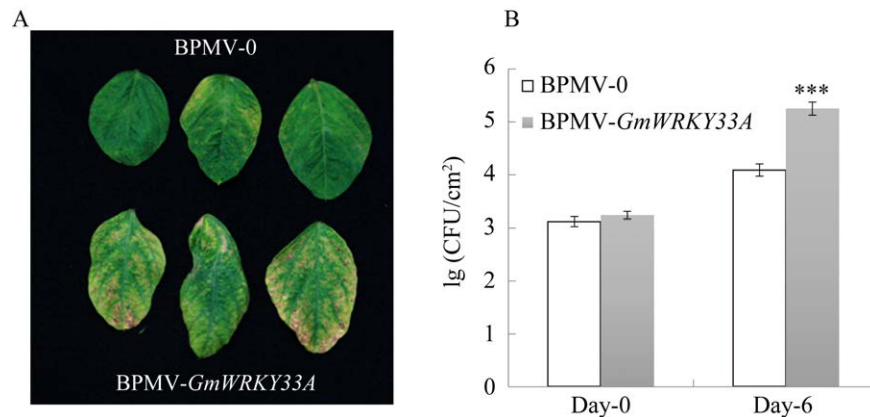 A
BPMV-0
BPMV-GmWRKY33A
B
lg (CFU/cm²)
6
5
4
3
2
1
0
BPMV-0
BPMV-GmWRKY33A
***
Day-0
Day-6